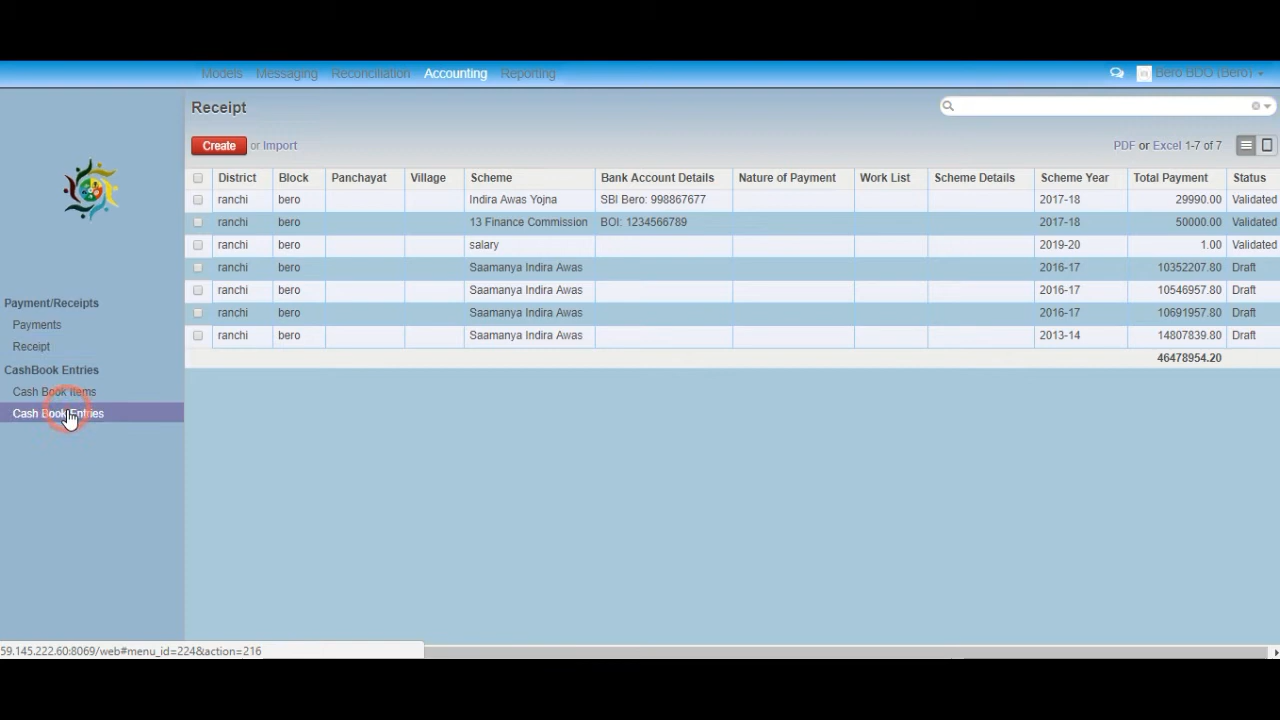 Models Messaging Reconciliation Accounting Reporting Bero BDO (Bero)
Receipt
Create or Import PDF or Excel 1-7 of 7
District Block Panchayat Village Scheme Bank Account Details Nature of Payment Work List Scheme Details Scheme Year Total Payment Status
ranchi bero Indira Awas Yojna SBI Bero: 998867677 2017-18 29990.00 Validated
ranchi bero 13 Finance Commission BOI: 1234566789 2017-18 50000.00 Validated
ranchi bero salary 2019-20 1.00 Validated
ranchi bero Saamanya Indira Awas 2016-17 10352207.80 Draft
ranchi bero Saamanya Indira Awas 2016-17 10546957.80 Draft
ranchi bero Saamanya Indira Awas 2016-17 10691957.80 Draft
ranchi bero Saamanya Indira Awas 2013-14 14807839.80 Draft
46478954.20
Payment/Receipts
Payments
Receipt
CashBook Entries
Cash Book Items
Cash Book Entries
59.145.222.60:8069/web#menu_id=224&action=216